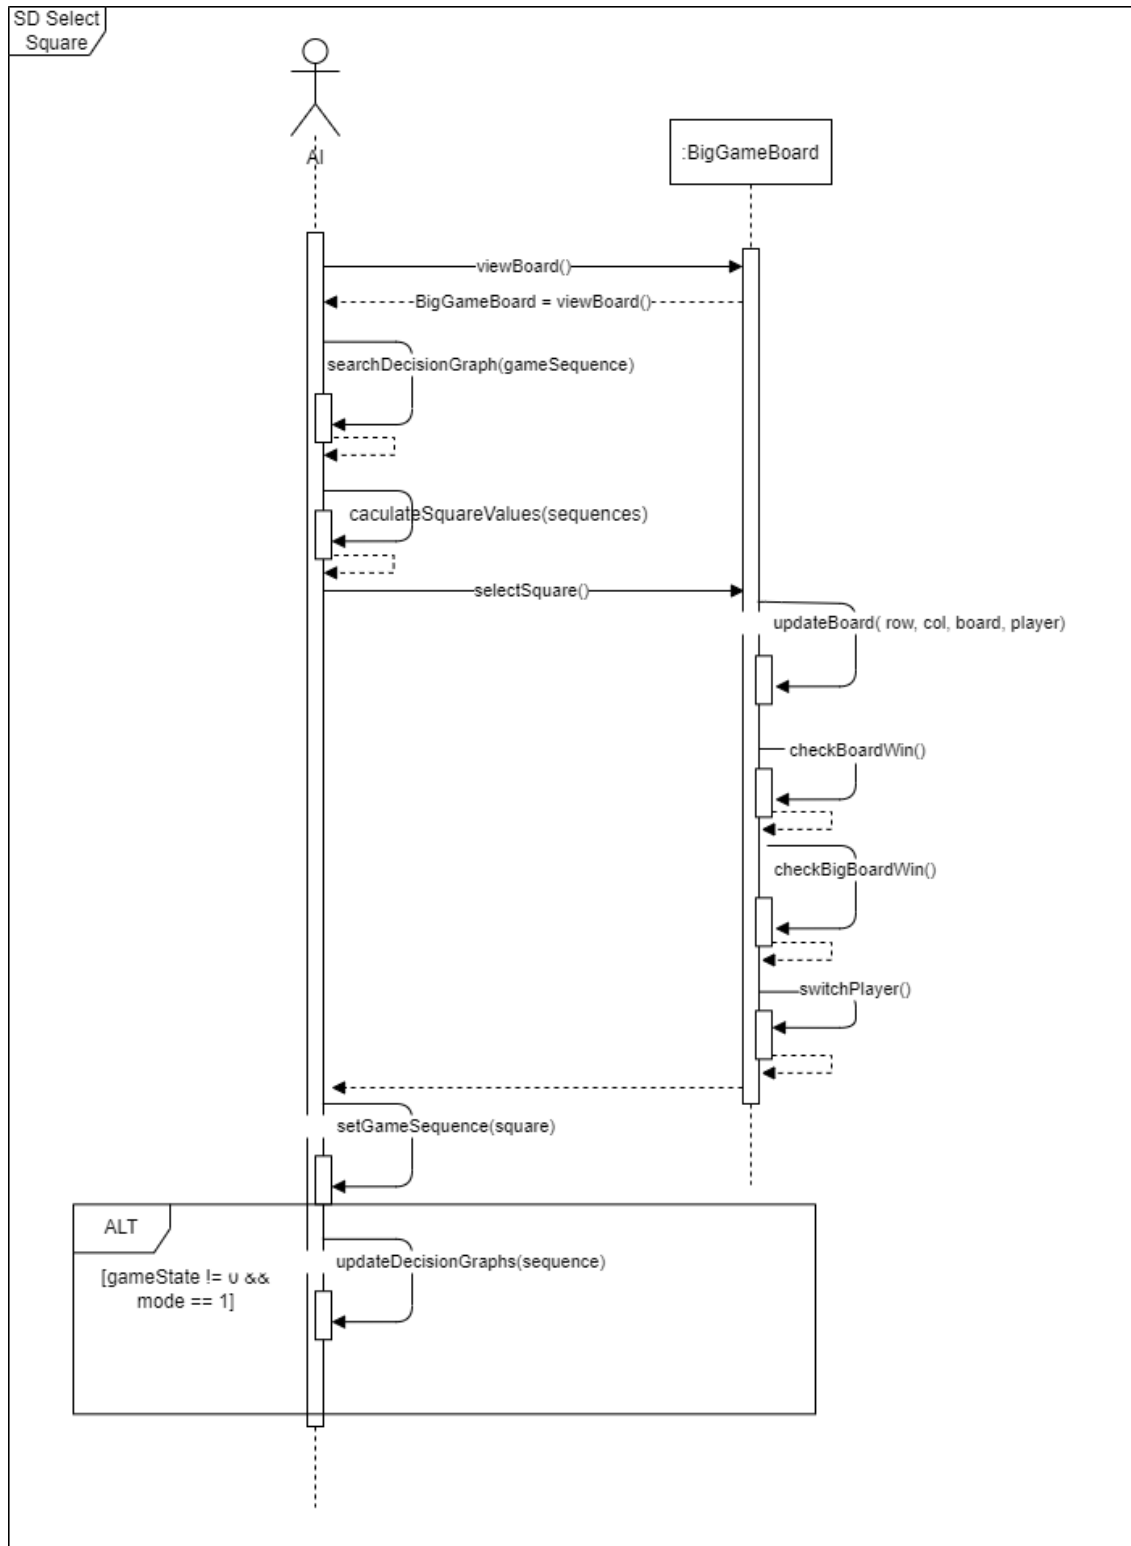 SD Select
Square
AI
:BigGameBoard
viewBoard()
BigGameBoard = viewBoard()
searchDecisionGraph(gameSequence)
caculateSquareValues(sequences)
selectSquare()
updateBoard( row, col, board, player)
checkBoardWin()
checkBigBoardWin()
switchPlayer()
setGameSequence(square)
ALT
updateDecisionGraphs(sequence)
[gameState != 0 &&
mode == 1]